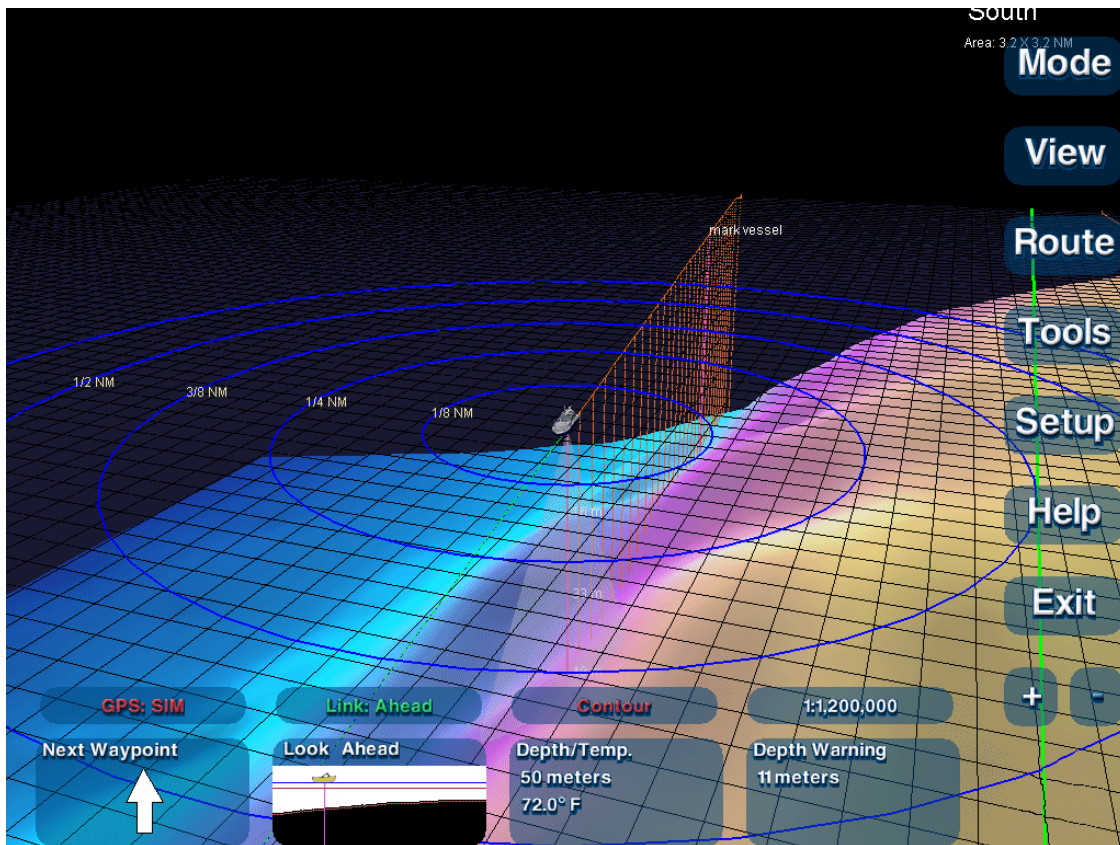 South
Area: 3.2 X 3.2 NM
Mode
View
Route
Tools
Setup
Help
Exit
+
-
mark vessel
1/2 NM
3/8 NM
1/4 NM
1/8 NM
33 m
GPS: SIM
Link: Ahead
Contour
1:1,200,000
Next Waypoint
Look Ahead
Depth/Temp.
50 meters
72.0° F
Depth Warning
11 meters